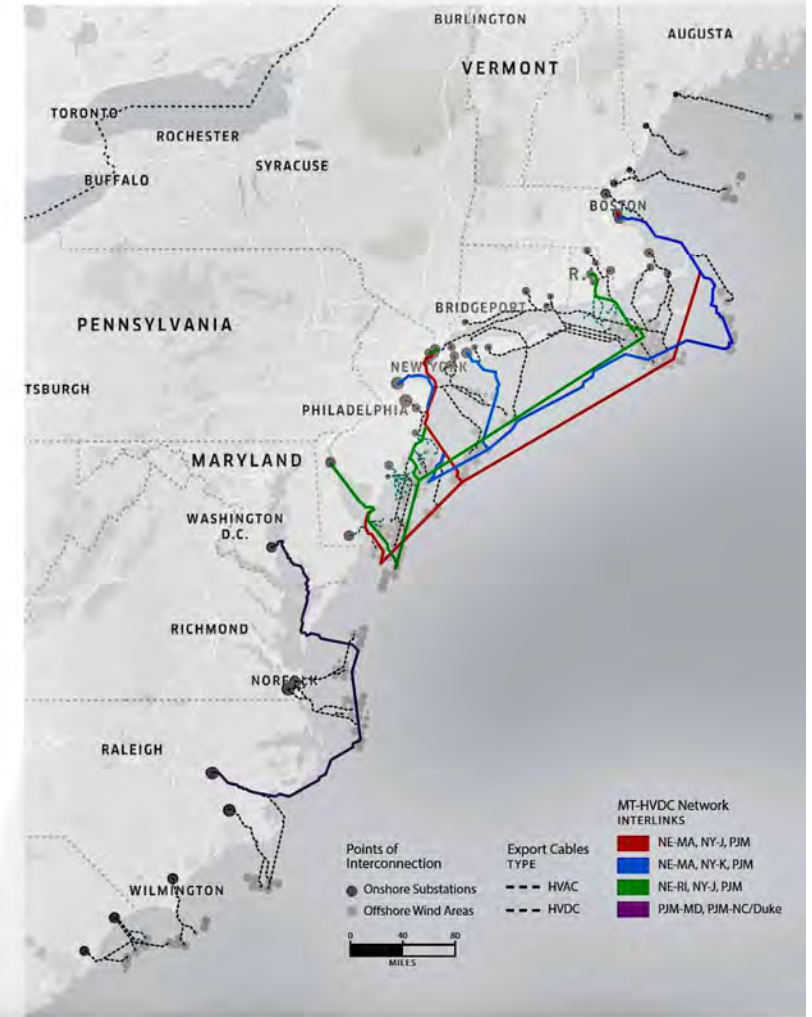 BURLINGTON
AUGUSTA
VERMONT
TORONTO
ROCHESTER
SYRACUSE
BUFFALO
BOSTON
R.
BRIDGEPORT
PENNSYLVANIA
NEW YORK
TSBURGH
PHILADELPHIA
MARYLAND
WASHINGTON
D.C.
RICHMOND
NORFOLK
RALEIGH
WILMINGTON
Points of
Interconnection
Onshore Substations
Offshore Wind Areas
0 40 80
MILES
Export Cables
TYPE
HVAC
HVDC
MT-HVDC Network
INTERLINKS
NE-MA, NY-J, PJM
NE-MA, NY-K, PJM
NE-RI, NY-J, PJM
PJM-MD, PJM-NC/Duke